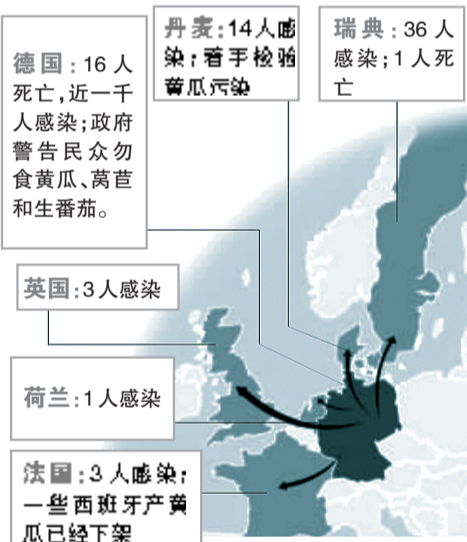 丹麦：14人感
染；着手检验
黄瓜污染
瑞典：36人
感染；1人死
亡
德国：16人
死亡，近一千
人感染；政府
警告民众勿
食黄瓜、莴苣
和生番茄。
英国：3人感染
荷兰：1人感染
法国：3人感染；
一些西班牙产黄
瓜已经下架